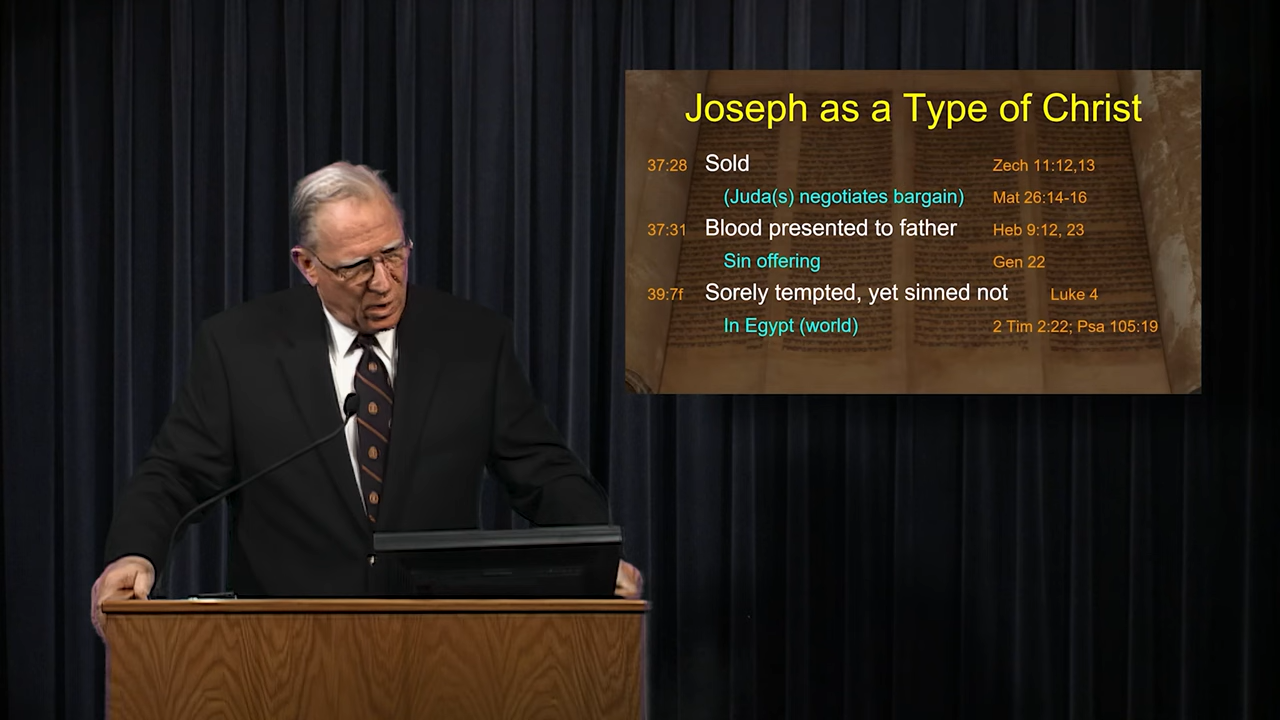 Joseph as a Type of Christ
37:28 Sold Zech 11:12,13
(Juda(s) negotiates bargain) Mat 26:14-16
37:31 Blood presented to father Heb 9:12, 23
Sin offering Gen 22
39:7f Sorely tempted, yet sinned not Luke 4
In Egypt (world) 2 Tim 2:22; Psa 105:19